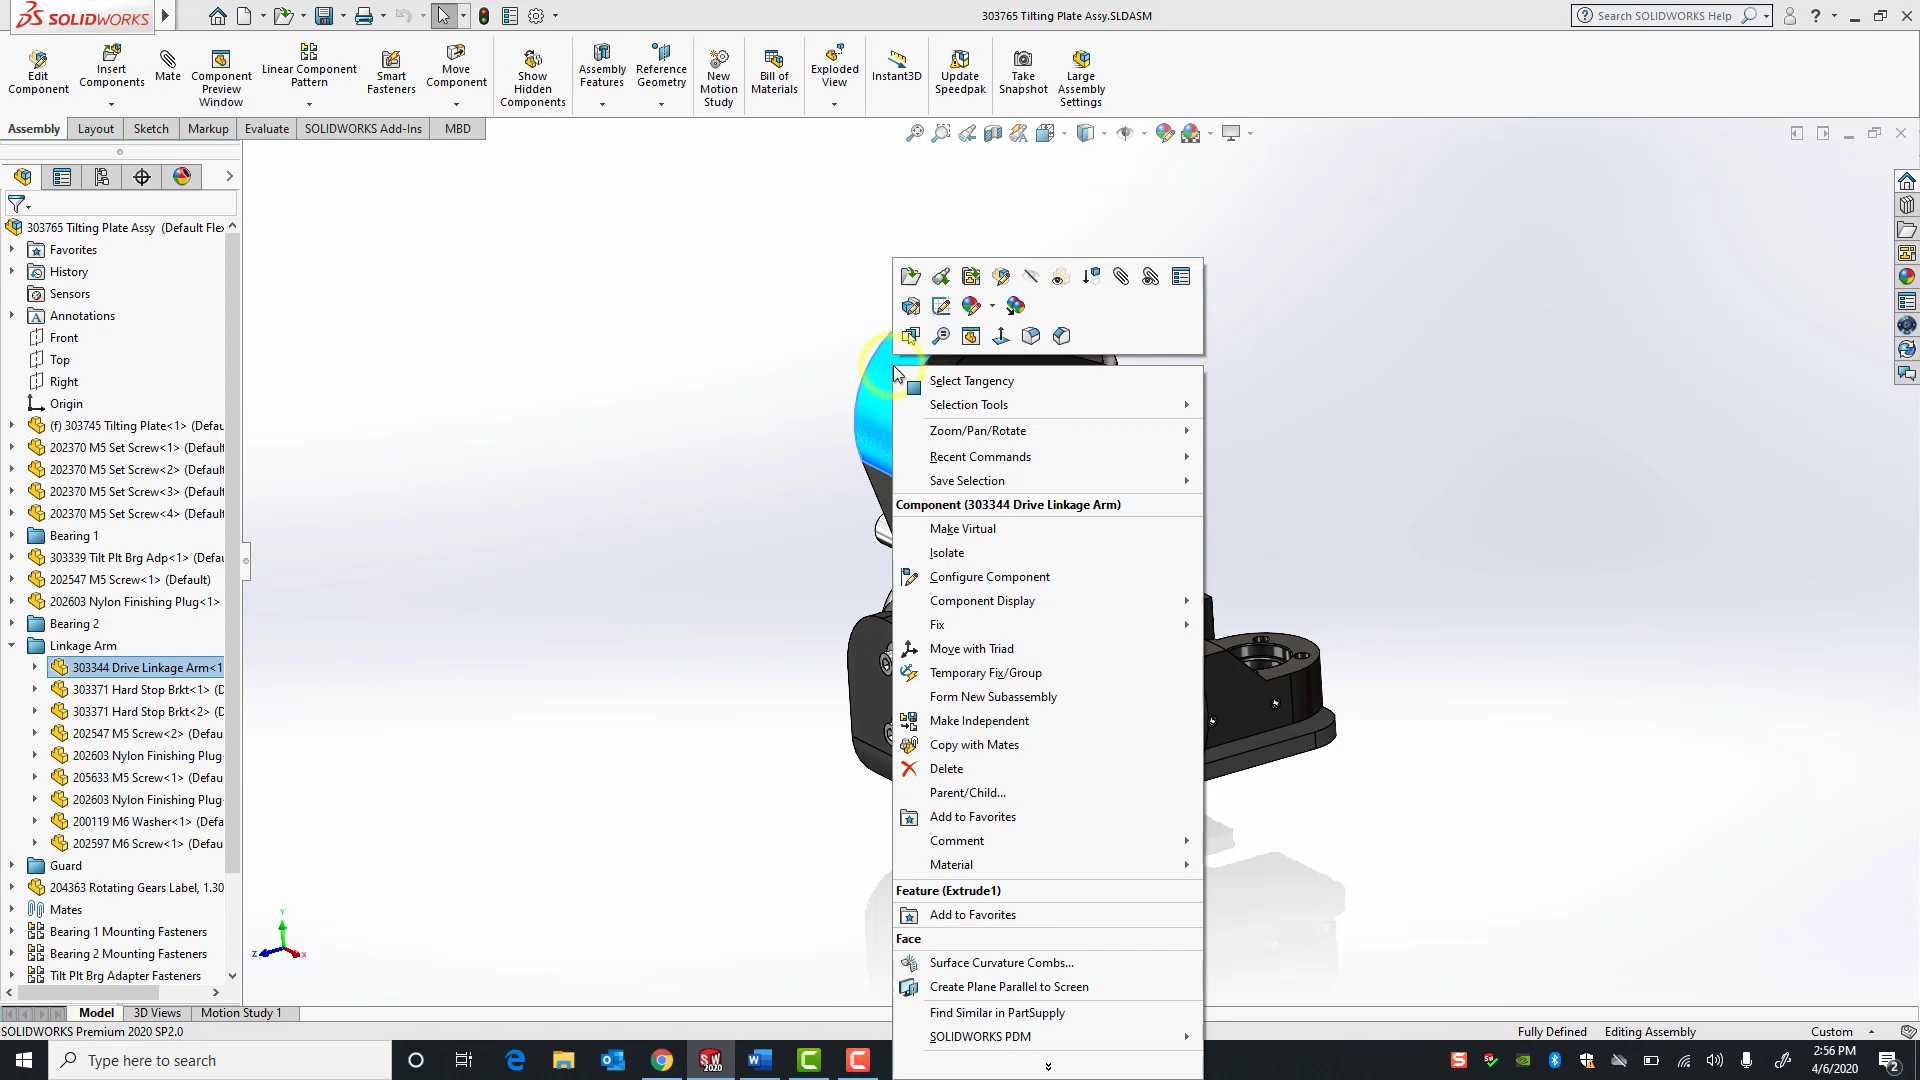 SOLIDWORKS
303765 Tilting Plate Assy.SLDASM
Search SOLIDWORKS Help
Edit Component
Insert Components
Mate
Component Preview Window
Linear Component Pattern
Smart Fasteners
Move Component
Show Hidden Components
Assembly Features
Reference Geometry
New Motion Study
Bill of Materials
Exploded View
Instant3D
Update Speedpak
Take Snapshot
Large Assembly Settings
Assembly
Layout
Sketch
Markup
Evaluate
SOLIDWORKS Add-Ins
MBD
303765 Tilting Plate Assy (Default Flex
Favorites
History
Sensors
Annotations
Front
Top
Right
Origin
(f) 303745 Tilting Plate<1> (Defau
202370 M5 Set Screw<1> (Default)
202370 M5 Set Screw<2> (Default)
202370 M5 Set Screw<3> (Default)
202370 M5 Set Screw<4> (Default)
Bearing 1
303339 Tilt Plt Brg Adp<1> (Defau
202547 M5 Screw<1> (Default)
202603 Nylon Finishing Plug<1>
Bearing 2
Linkage Arm
303344 Drive Linkage Arm<1
303371 Hard Stop Brkt<1> (D
303371 Hard Stop Brkt<2> (D
202547 M5 Screw<2> (Defau
202603 Nylon Finishing Plug
205633 M5 Screw<1> (Defau
202603 Nylon Finishing Plug
200119 M6 Washer<1> (Defa
202597 M6 Screw<1> (Defau
Guard
204363 Rotating Gears Label, 1.30
Mates
Bearing 1 Mounting Fasteners
Bearing 2 Mounting Fasteners
Tilt Plt Brg Adapter Fasteners
Select Tangency
Selection Tools
Zoom/Pan/Rotate
Recent Commands
Save Selection
Component (303344 Drive Linkage Arm)
Make Virtual
Isolate
Configure Component
Component Display
Fix
Move with Triad
Temporary Fix/Group
Form New Subassembly
Make Independent
Copy with Mates
Delete
Parent/Child...
Add to Favorites
Comment
Material
Feature (Extrude1)
Add to Favorites
Face
Surface Curvature Combs...
Create Plane Parallel to Screen
Find Similar in PartSupply
SOLIDWORKS PDM
Y
Z
X
Model
3D Views
Motion Study 1
SOLIDWORKS Premium 2020 SP2.0
Fully Defined
Editing Assembly
Custom
Type here to search
2:56 PM
4/6/2020
2